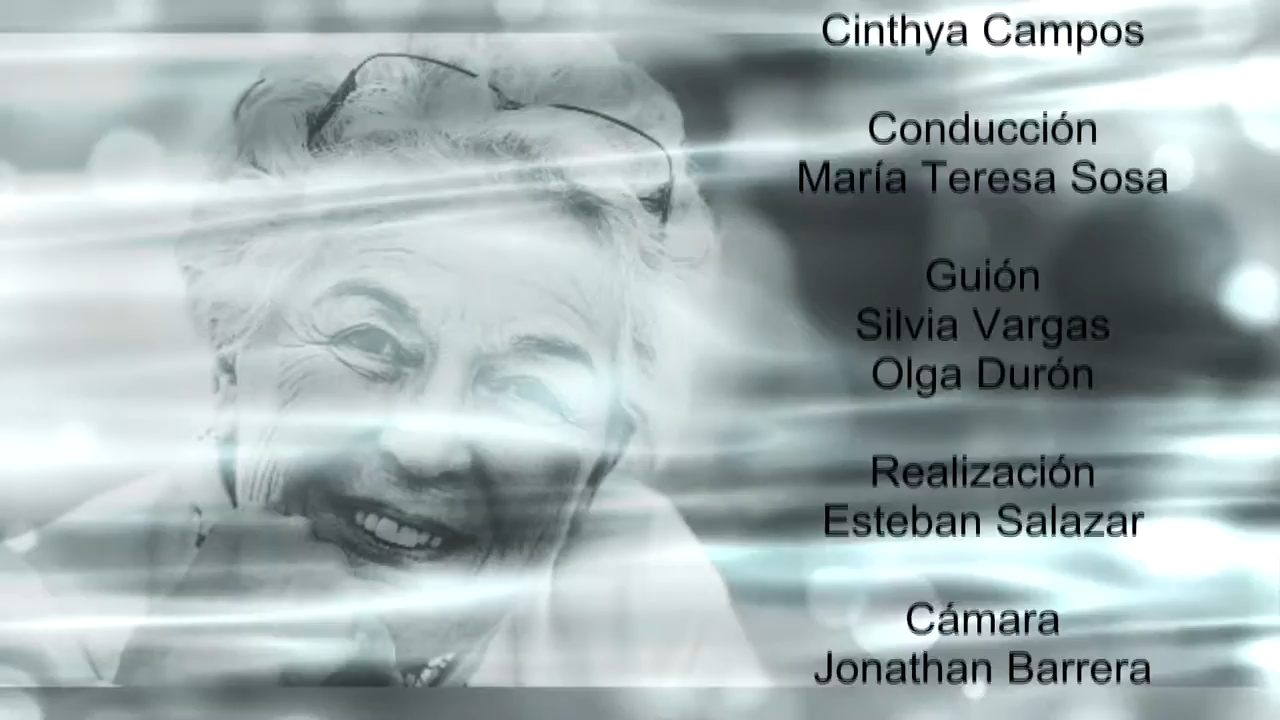 Cinthya Campos
Conducción
María Teresa Sosa
Guión
Silvia Vargas
Olga Durón
Realización
Esteban Salazar
Cámara
Jonathan Barrera